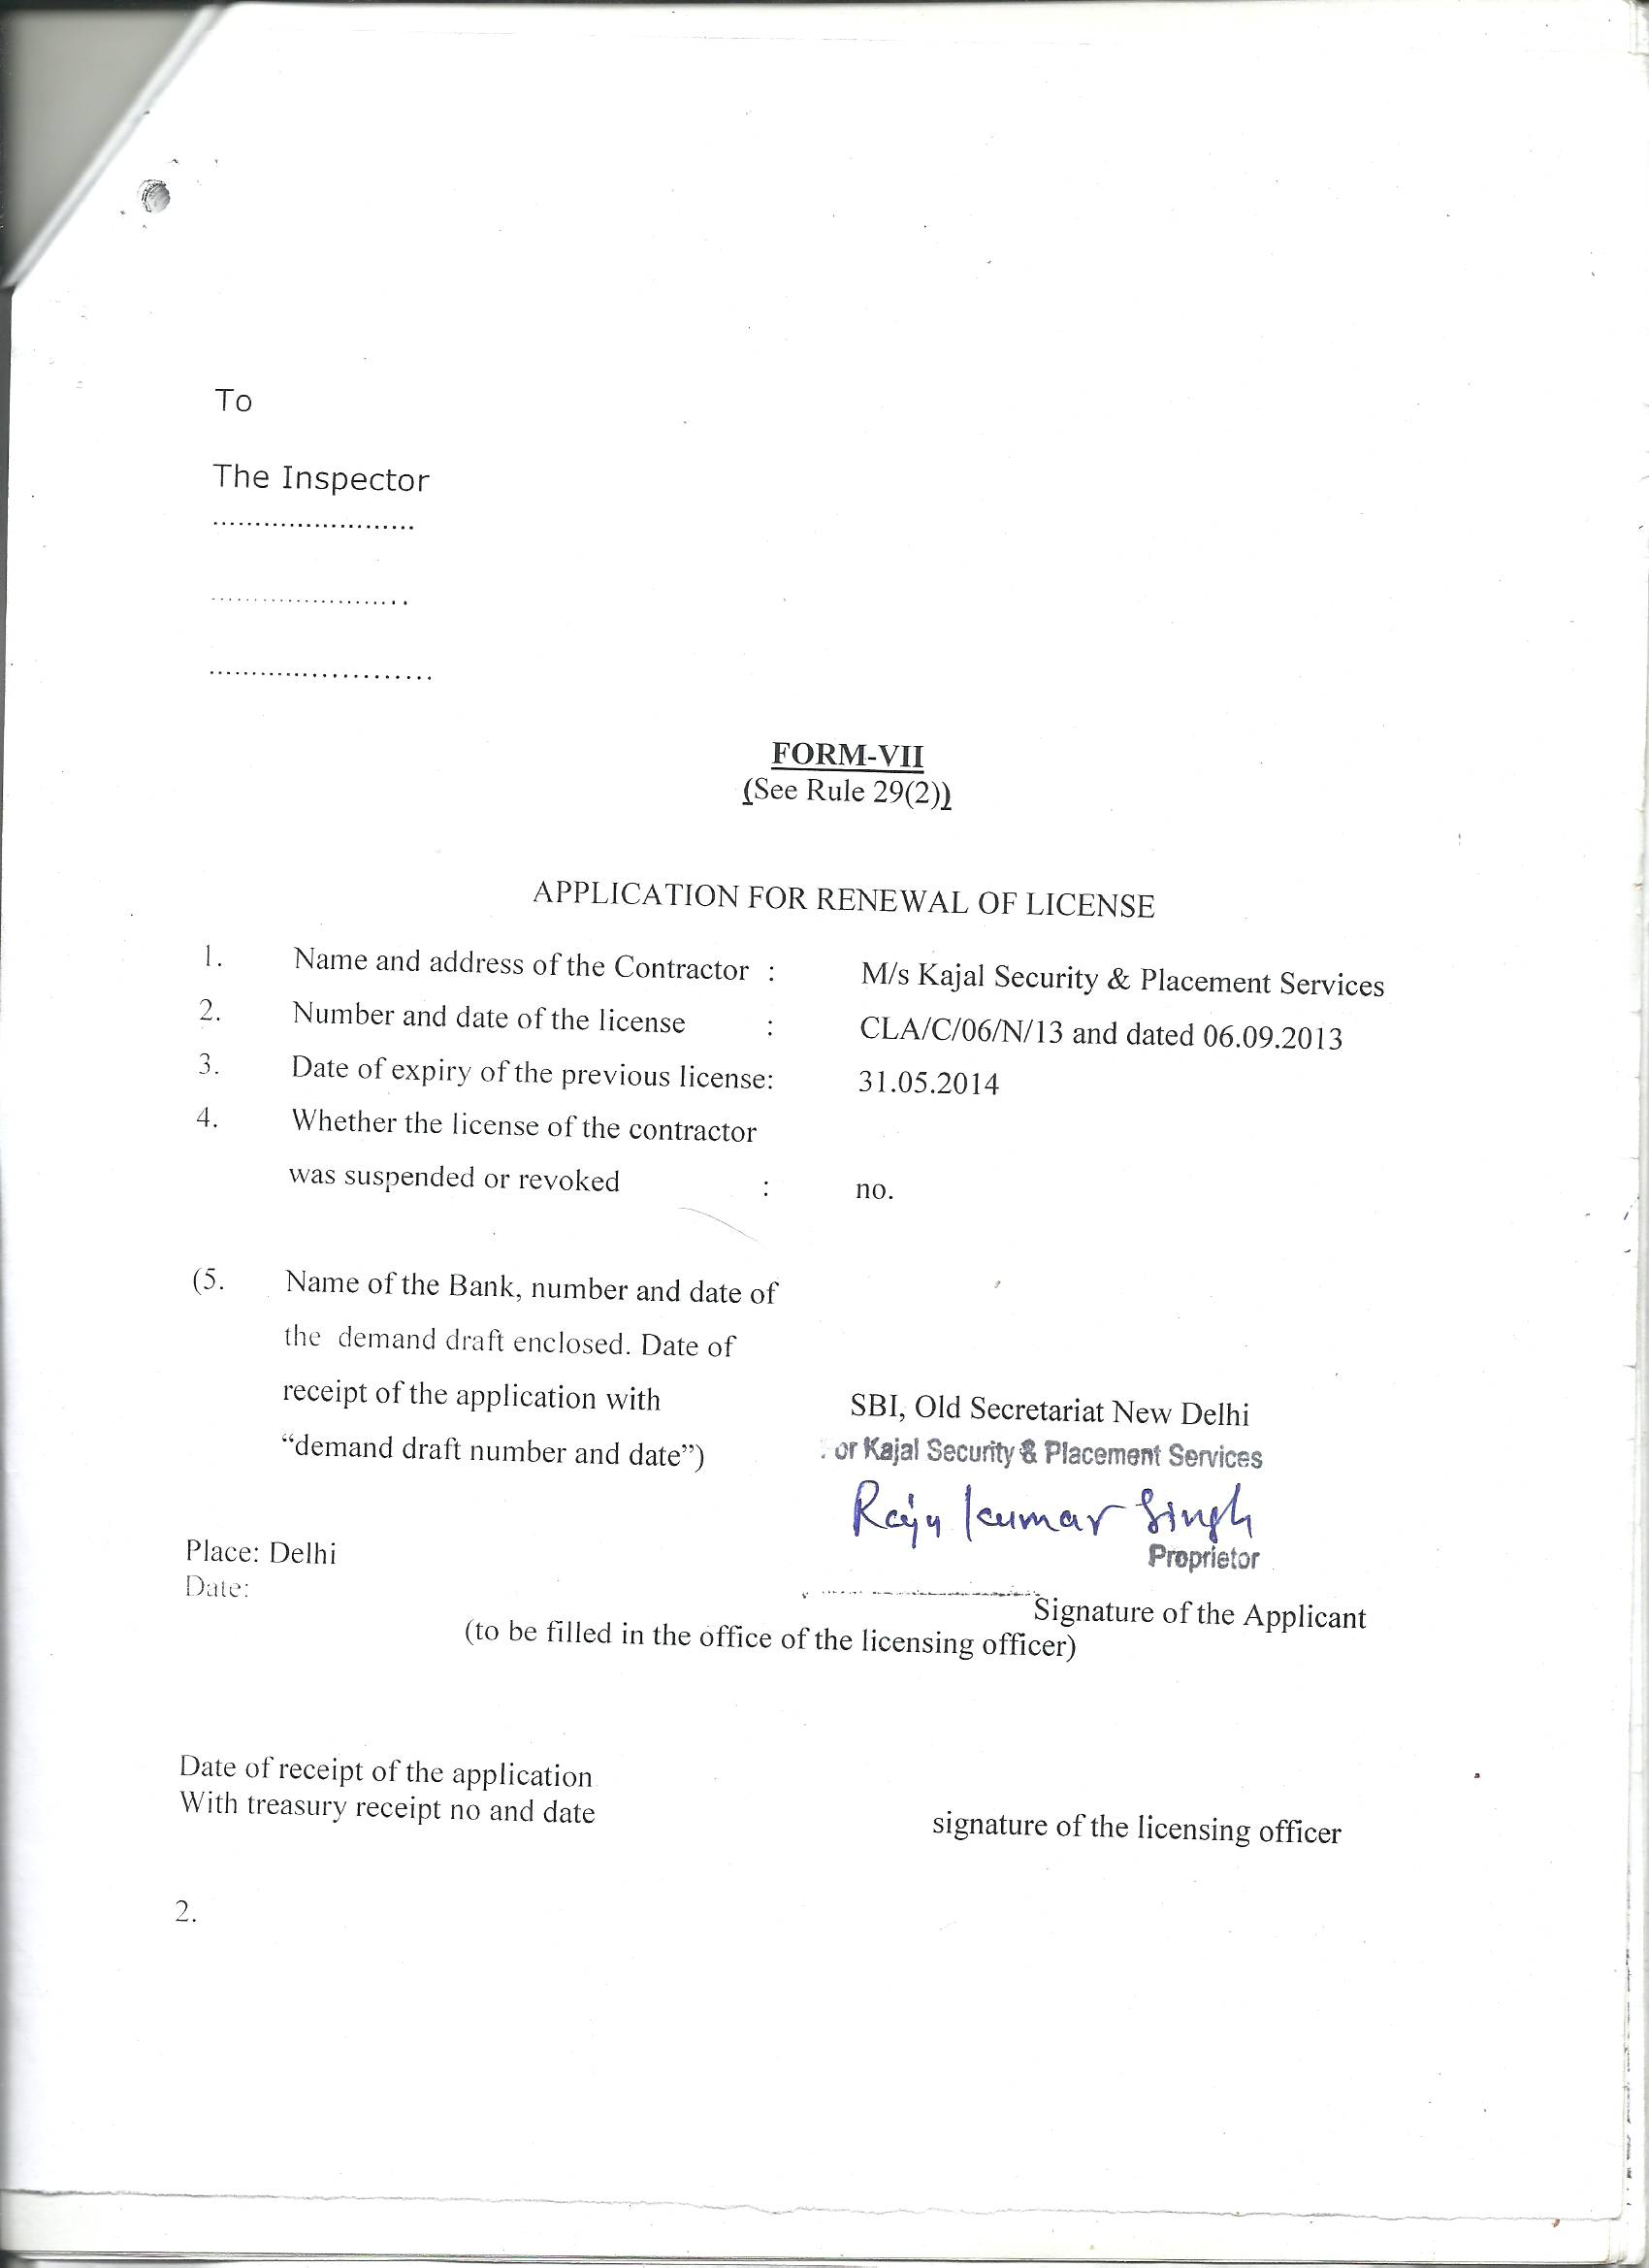 To
The Inspector
........................
.......................
..........................
FORM-VII
(See Rule 29(2))
APPLICATION FOR RENEWAL OF LICENSE
1. Name and address of the Contractor : M/s Kajal Security & Placement Services
2. Number and date of the license : CLA/C/06/N/13 and dated 06.09.2013
3. Date of expiry of the previous license: 31.05.2014
4. Whether the license of the contractor
was suspended or revoked : no.
(5. Name of the Bank, number and date of
the demand draft enclosed. Date of
receipt of the application with SBI, Old Secretariat New Delhi
“demand draft number and date”) or Kajal Security & Placement Services
Raju Kumar Singh
Place: Delhi Proprietor
Date:
Signature of the Applicant
(to be filled in the office of the licensing officer)
Date of receipt of the application
With treasury receipt no and date signature of the licensing officer
2.